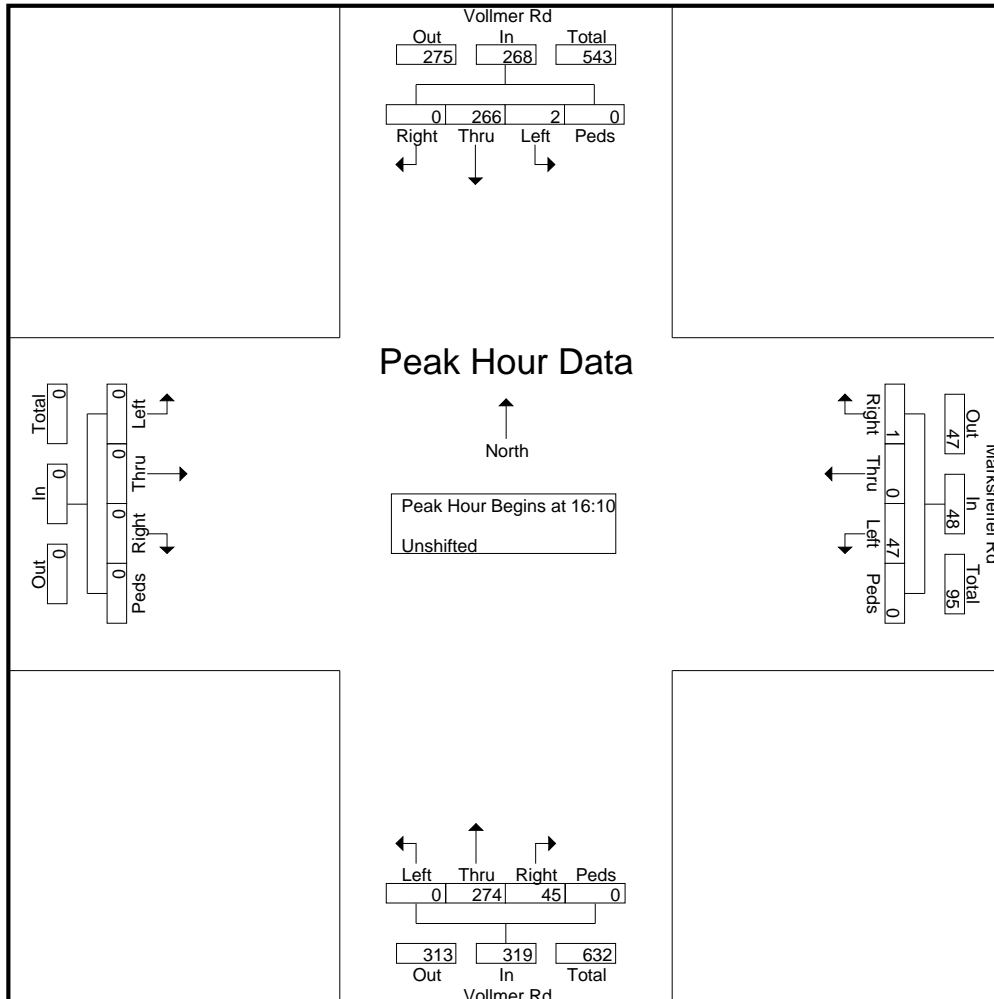 Vollmer Rd
Out In Total
275 268 543
0 266 2 0
Right Thru Left Peds
Peak Hour Data
North
Peak Hour Begins at 16:10
Unshifted
Total In Out
0 0 0
0 0 0 0
Left Thru Right Peds
Right Thru Left Peds
1 0 47 0
Out In Total
47 48 95
Rd
Left Thru Right Peds
0 274 45 0
313 319 632
Out In Total
Vollmer Rd